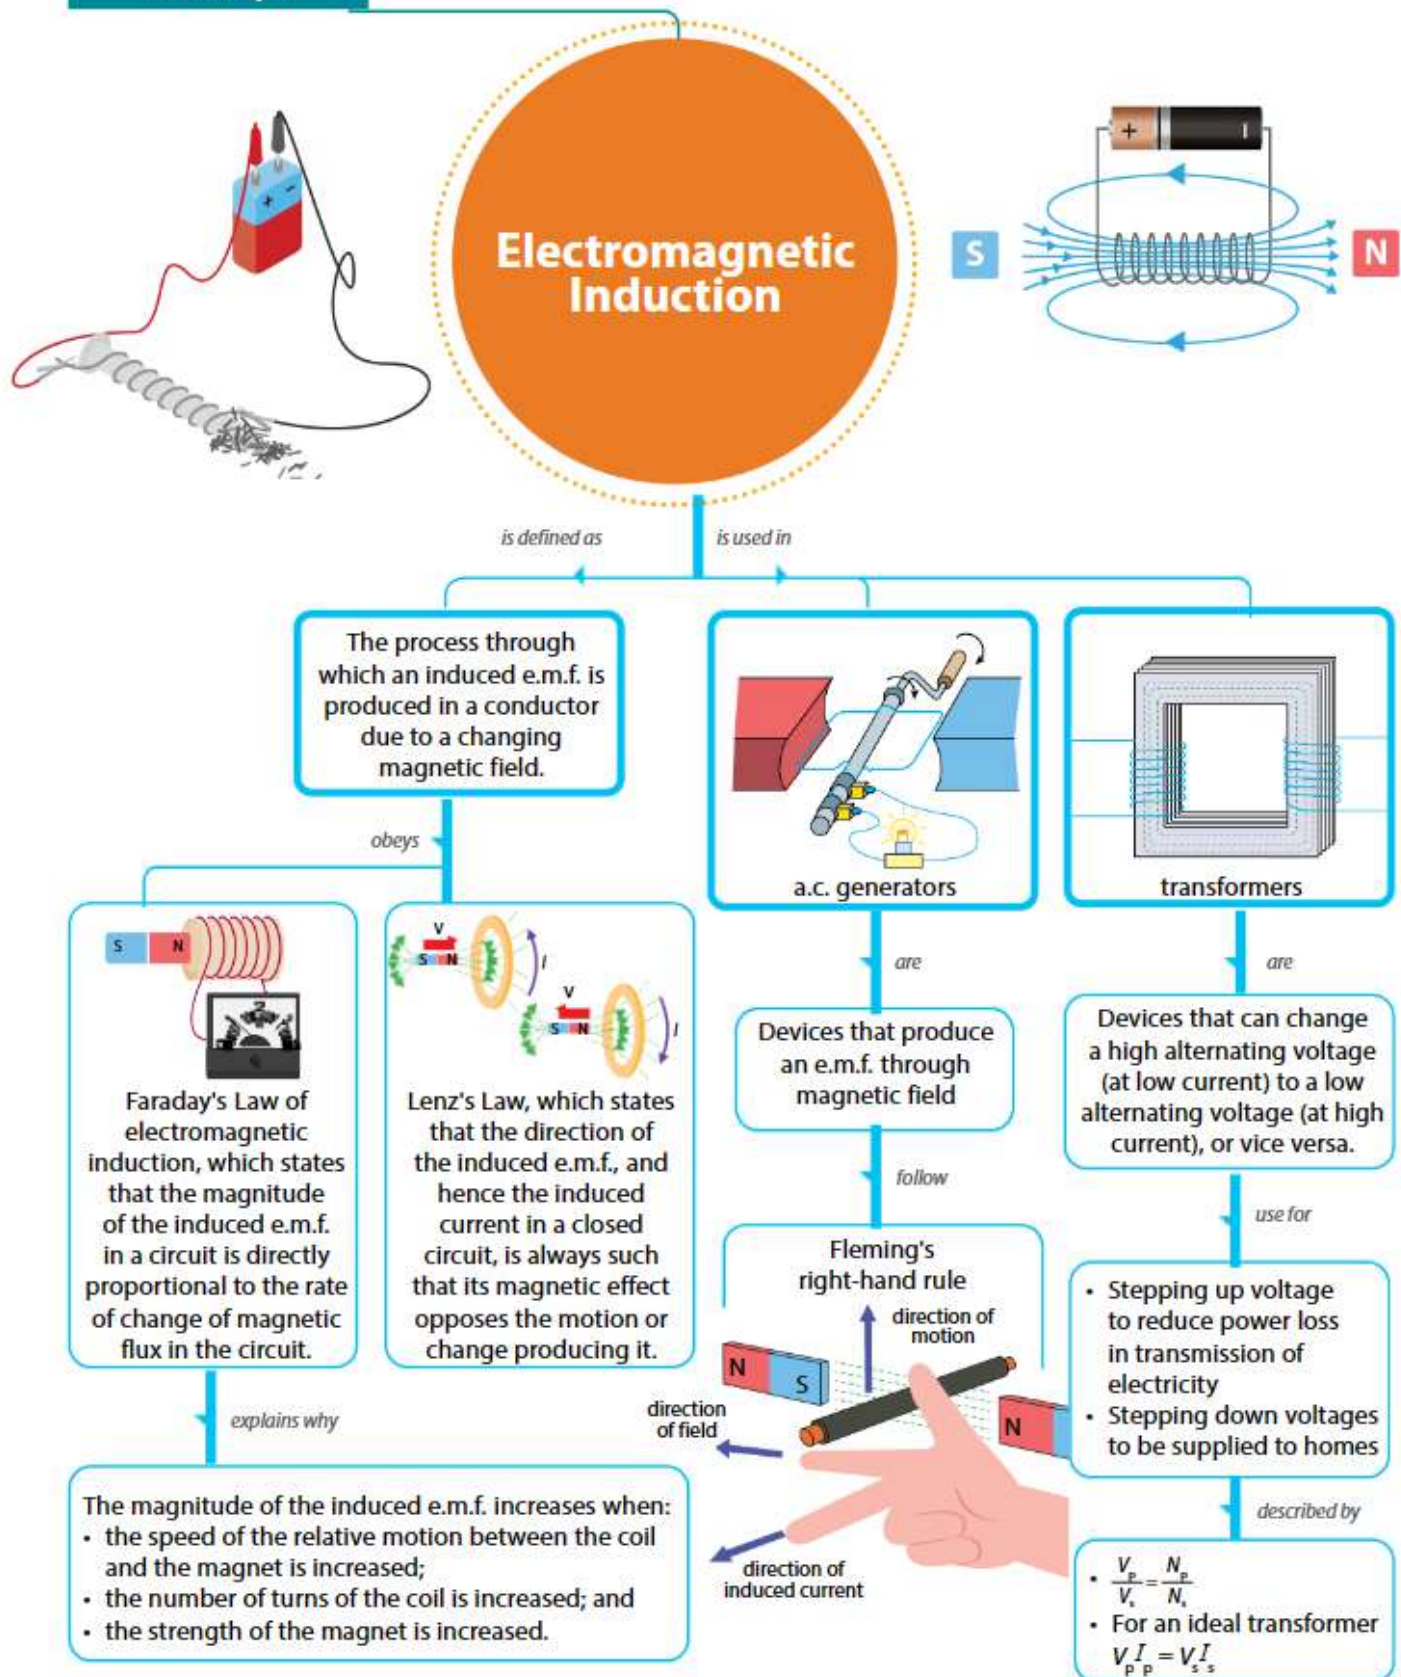 + −
Electromagnetic
Induction
+ −
S
N
is defined as
is used in
The process through
which an induced e.m.f. is
produced in a conductor
due to a changing
magnetic field.
a.c. generators
transformers
obeys
S N
Faraday's Law of
electromagnetic
induction, which states
that the magnitude
of the induced e.m.f.
in a circuit is directly
proportional to the rate
of change of magnetic
flux in the circuit.
V
S N
I
V
S N
I
Lenz's Law, which states
that the direction of
the induced e.m.f., and
hence the induced
current in a closed
circuit, is always such
that its magnetic effect
opposes the motion or
change producing it.
are
Devices that produce
an e.m.f. through
magnetic field
are
Devices that can change
a high alternating voltage
(at low current) to a low
alternating voltage (at high
current), or vice versa.
follow
Fleming's
right-hand rule
direction of
motion
N
S
N
direction
of field
direction of
induced current
use for
• Stepping up voltage
to reduce power loss
in transmission of
electricity
• Stepping down voltages
to be supplied to homes
explains why
The magnitude of the induced e.m.f. increases when:
• the speed of the relative motion between the coil
and the magnet is increased;
• the number of turns of the coil is increased; and
• the strength of the magnet is increased.
described by
• Vₚ/Vₛ = Nₚ/Nₛ
• For an ideal transformer
VₚIₚ = VₛIₛ